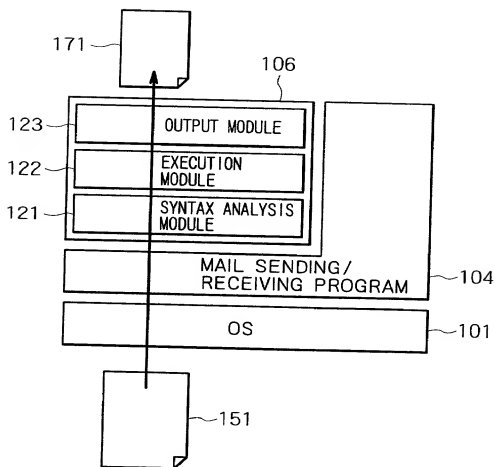 171
106
123
OUTPUT MODULE
122
EXECUTION
MODULE
121
SYNTAX ANALYSIS
MODULE
MAIL SENDING/
RECEIVING PROGRAM
104
OS
101
151